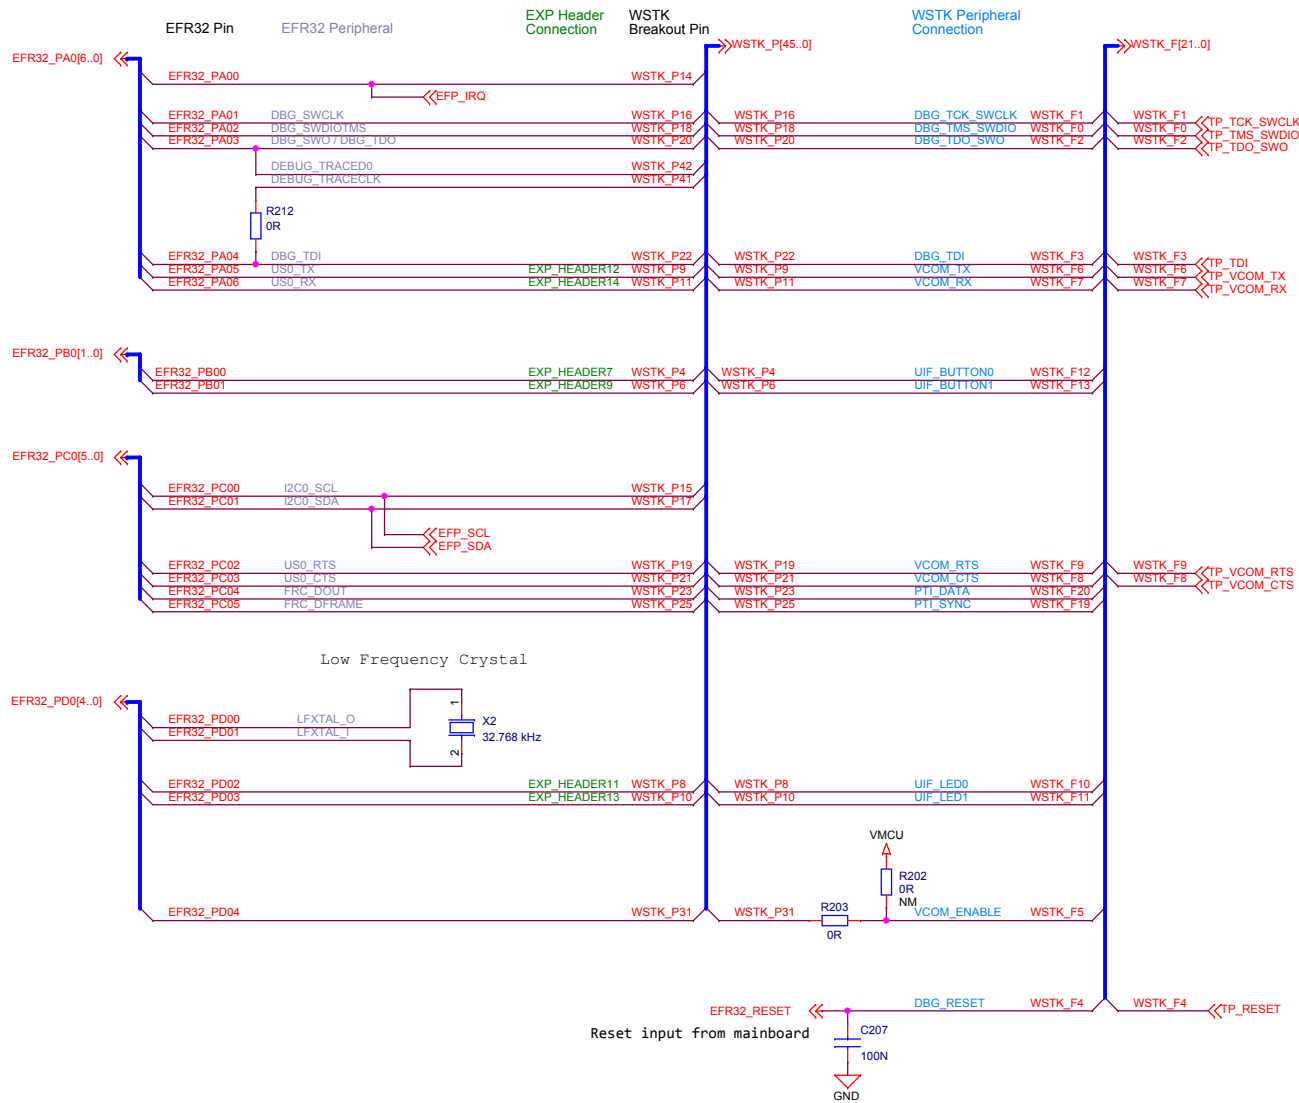 EFR32 Pin EFR32 Peripheral EXP Header Connection WSTK Breakout Pin WSTK Peripheral Connection
EFR32_PA0[6..0] WSTK_P[45..0] WSTK_F[21..0]
EFR32_PA00 WSTK_P14
EFP_IRQ
EFR32_PA01 DBG_SWCLK WSTK_P16 WSTK_P16 DBG_TCK_SWCLK WSTK_F1 WSTK_F1 TP_TCK_SWCLK
EFR32_PA02 DBG_SWDIOTMS WSTK_P18 WSTK_P18 DBG_TMS_SWDIO WSTK_F0 WSTK_F0 TP_TMS_SWDIO
EFR32_PA03 DBG_SWO / DBG_TDO WSTK_P20 WSTK_P20 DBG_TDO_SWO WSTK_F2 WSTK_F2 TP_TDO_SWO
DEBUG_TRACED0 WSTK_P42
DEBUG_TRACECLK WSTK_P41
R212
0R
EFR32_PA04 DBG_TDI WSTK_P22 WSTK_P22 DBG_TDI WSTK_F3 WSTK_F3 TP_TDI
EFR32_PA05 US0_TX EXP_HEADER12 WSTK_P9 WSTK_P9 VCOM_TX WSTK_F6 WSTK_F6 TP_VCOM_TX
EFR32_PA06 US0_RX EXP_HEADER14 WSTK_P11 WSTK_P11 VCOM_RX WSTK_F7 WSTK_F7 TP_VCOM_RX
EFR32_PB0[1..0]
EFR32_PB00 EXP_HEADER7 WSTK_P4 WSTK_P4 UIF_BUTTON0 WSTK_F12
EFR32_PB01 EXP_HEADER9 WSTK_P6 WSTK_P6 UIF_BUTTON1 WSTK_F13
EFR32_PC0[5..0]
EFR32_PC00 I2C0_SCL WSTK_P15
EFR32_PC01 I2C0_SDA WSTK_P17
EFP_SCL
EFP_SDA
EFR32_PC02 US0_RTS WSTK_P19 WSTK_P19 VCOM_RTS WSTK_F9 WSTK_F9 TP_VCOM_RTS
EFR32_PC03 US0_CTS WSTK_P21 WSTK_P21 VCOM_CTS WSTK_F8 WSTK_F8 TP_VCOM_CTS
EFR32_PC04 FRC_DOUT WSTK_P23 WSTK_P23 PTI_DATA WSTK_F20
EFR32_PC05 FRC_DFRAME WSTK_P25 WSTK_P25 PTI_SYNC WSTK_F19
Low Frequency Crystal
EFR32_PD0[4..0]
EFR32_PD00 LFXTAL_O 1 X2
EFR32_PD01 LFXTAL_I 2 32.768 kHz
EFR32_PD02 EXP_HEADER11 WSTK_P8 WSTK_P8 UIF_LED0 WSTK_F10
EFR32_PD03 EXP_HEADER13 WSTK_P10 WSTK_P10 UIF_LED1 WSTK_F11
VMCU
R202
0R
NM
EFR32_PD04 WSTK_P31 WSTK_P31 R203 VCOM_ENABLE WSTK_F5
0R
EFR32_RESET DBG_RESET WSTK_F4 WSTK_F4 TP_RESET
Reset input from mainboard C207
100N
GND